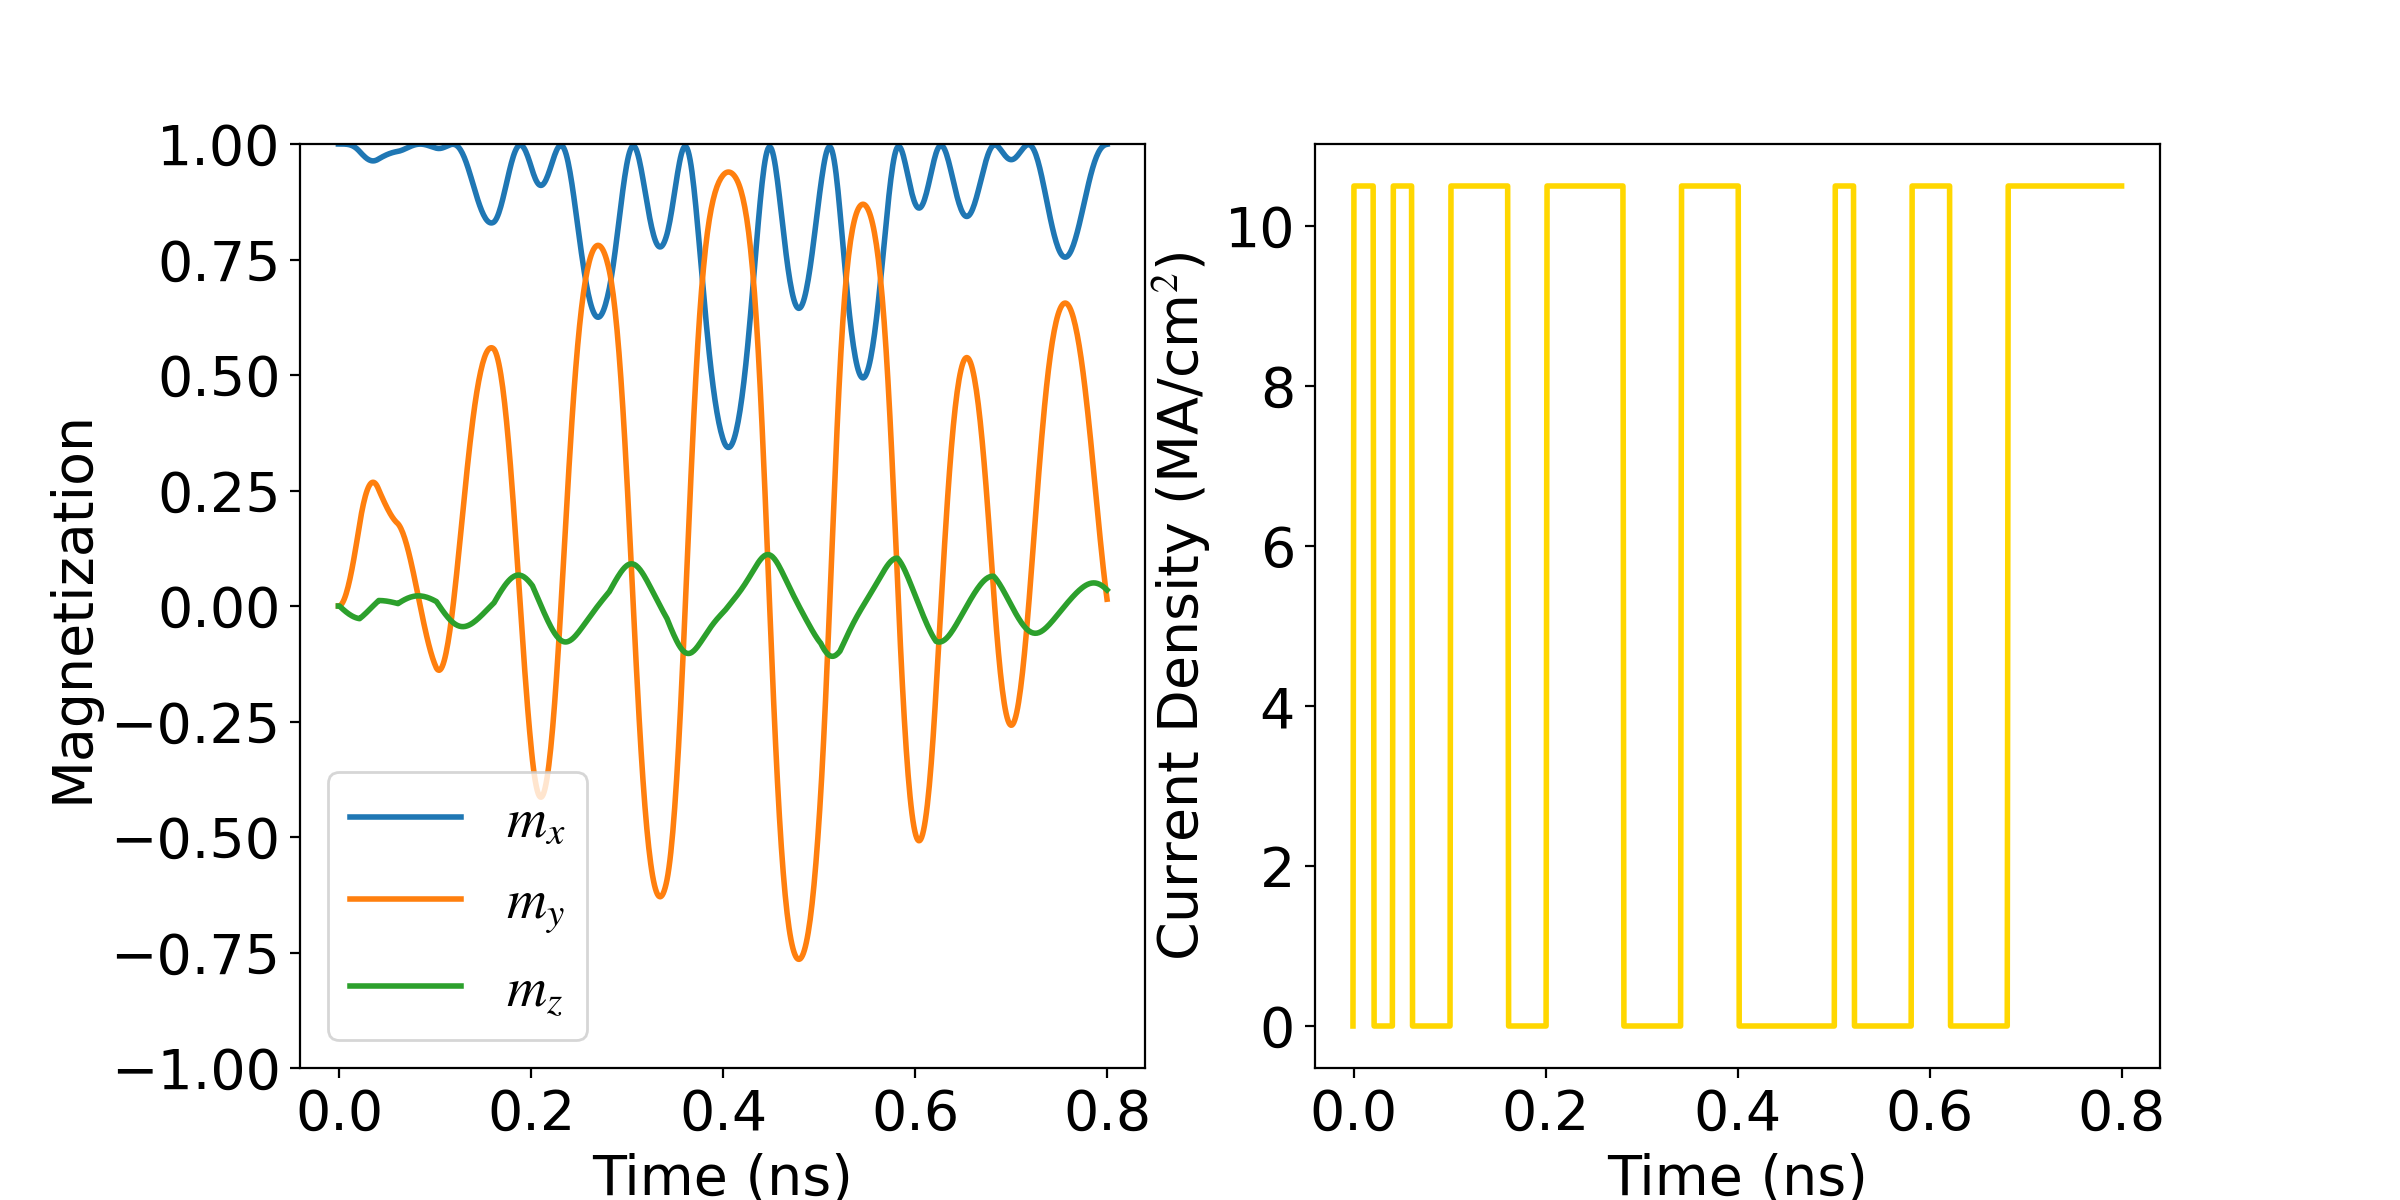 Magnetization
1.00
0.75
0.50
0.25
0.00
−0.25
−0.50
−0.75
−1.00
m_x
m_y
m_z
0.0 0.2 0.4 0.6 0.8
Time (ns)
Current Density (MA/cm²)
10
8
6
4
2
0
0.0 0.2 0.4 0.6 0.8
Time (ns)